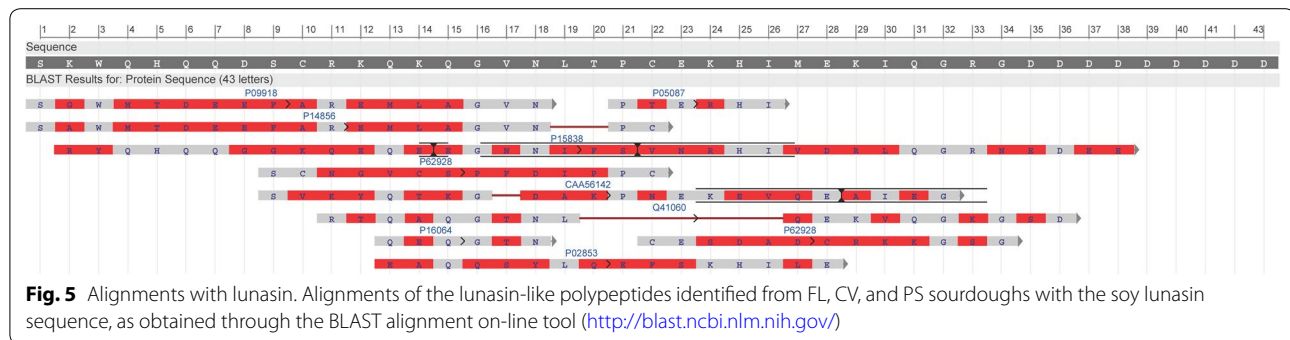 1 2 3 4 5 6 7 8 9 10 11 12 13 14 15 16 17 18 19 20 21 22 23 24 25 26 27 28 29 30 31 32 33 34 35 36 37 38 39 40 41 43
Sequence
S K W Q H Q Q D S C R K Q K Q G V N L T P C E K H I M E K I Q G R G D D D D D D D D D
BLAST Results for: Protein Sequence (43 letters)
P09918 P05087
S G W M T D E E F A R E M L A G V N P T E R H I
P14856
S A W M T D E E F A R E M L A G V N P C
P15838
R Y Q H Q Q G G K Q E Q E E G N N I F S V N R H I V D R L Q G R N E D E E
P62928
S C N G V C S P F D I P P C
CAA56142
S V K Y Q T K G D A K P N E K E V Q E A I E G
Q41060
R T Q A Q G T N L Q E K V Q G K G S D
P16064 P62928
Q E Q G T N C E S D A D C R K K G S G
P02853
E A Q Q S Y L Q E F E K H I L E
Fig. 5 Alignments with lunasin. Alignments of the lunasin-like polypeptides identified from FL, CV, and PS sourdoughs with the soy lunasin
sequence, as obtained through the BLAST alignment on-line tool (http://blast.ncbi.nlm.nih.gov/)